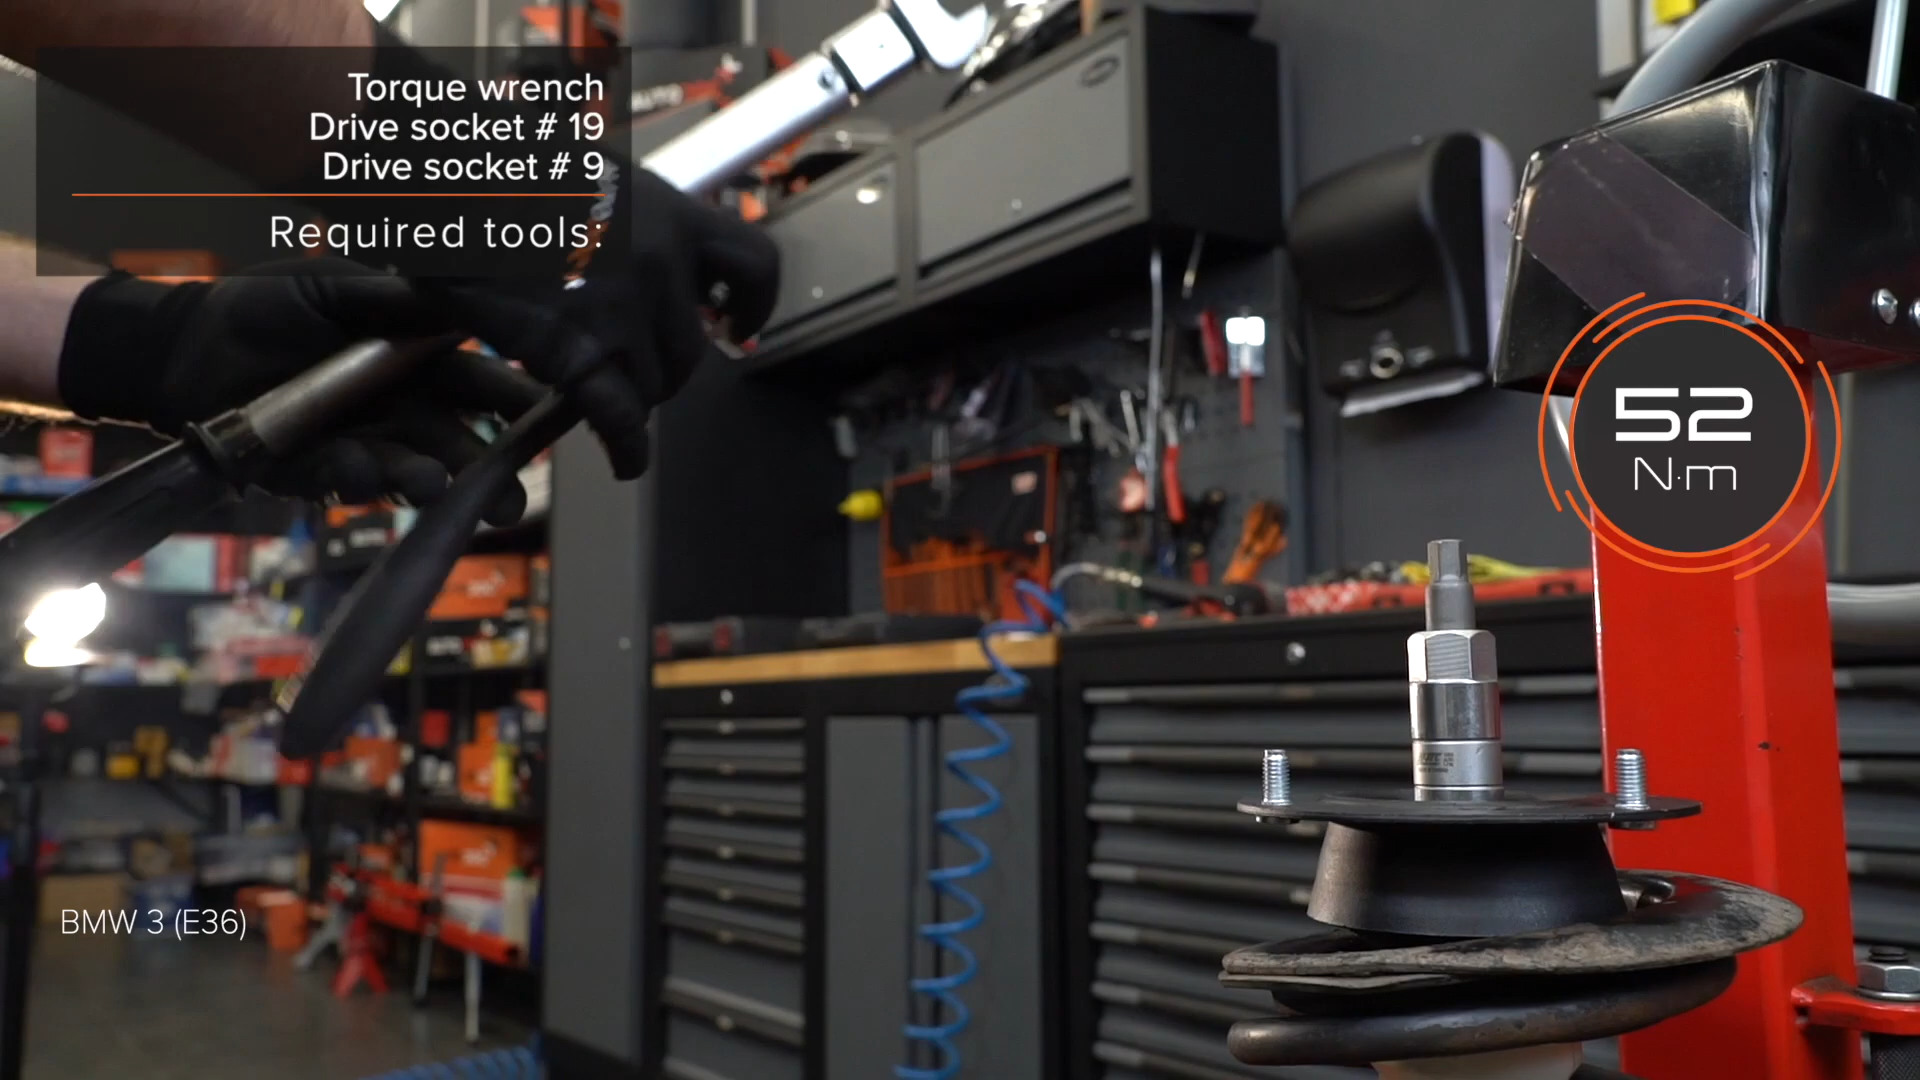 Torque wrench
Drive socket # 19
Drive socket # 9
Required tools:
52
N·m
BMW 3 (E36)